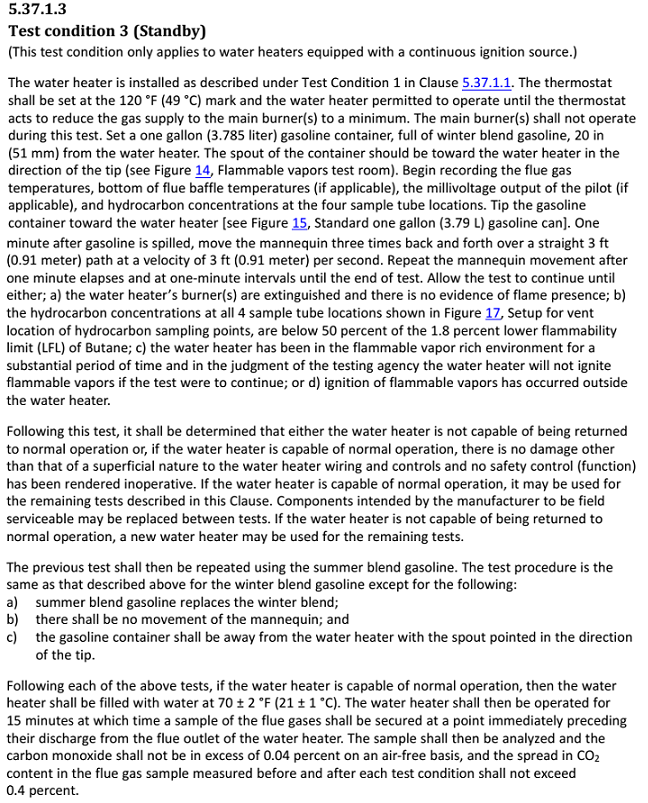 5.37.1.3
Test condition 3 (Standby)
(This test condition only applies to water heaters equipped with a continuous ignition source.)
The water heater is installed as described under Test Condition 1 in Clause 5.37.1.1. The thermostat
shall be set at the 120 °F (49 °C) mark and the water heater permitted to operate until the thermostat
acts to reduce the gas supply to the main burner(s) to a minimum. The main burner(s) shall not operate
during this test. Set a one gallon (3.785 liter) gasoline container, full of winter blend gasoline, 20 in
(51 mm) from the water heater. The spout of the container should be toward the water heater in the
direction of the tip (see Figure 14, Flammable vapors test room). Begin recording the flue gas
temperatures, bottom of flue baffle temperatures (if applicable), the millivoltage output of the pilot (if
applicable), and hydrocarbon concentrations at the four sample tube locations. Tip the gasoline
container toward the water heater [see Figure 15, Standard one gallon (3.79 L) gasoline can]. One
minute after gasoline is spilled, move the mannequin three times back and forth over a straight 3 ft
(0.91 meter) path at a velocity of 3 ft (0.91 meter) per second. Repeat the mannequin movement after
one minute elapses and at one-minute intervals until the end of test. Allow the test to continue until
either; a) the water heater's burner(s) are extinguished and there is no evidence of flame presence; b)
the hydrocarbon concentrations at all 4 sample tube locations shown in Figure 17, Setup for vent
location of hydrocarbon sampling points, are below 50 percent of the 1.8 percent lower flammability
limit (LFL) of Butane; c) the water heater has been in the flammable vapor rich environment for a
substantial period of time and in the judgment of the testing agency the water heater will not ignite
flammable vapors if the test were to continue; or d) ignition of flammable vapors has occurred outside
the water heater.
Following this test, it shall be determined that either the water heater is not capable of being returned
to normal operation or, if the water heater is capable of normal operation, there is no damage other
than that of a superficial nature to the water heater wiring and controls and no safety control (function)
has been rendered inoperative. If the water heater is capable of normal operation, it may be used for
the remaining tests described in this Clause. Components intended by the manufacturer to be field
serviceable may be replaced between tests. If the water heater is not capable of being returned to
normal operation, a new water heater may be used for the remaining tests.
The previous test shall then be repeated using the summer blend gasoline. The test procedure is the
same as that described above for the winter blend gasoline except for the following:
a) summer blend gasoline replaces the winter blend;
b) there shall be no movement of the mannequin; and
c) the gasoline container shall be away from the water heater with the spout pointed in the direction
of the tip.
Following each of the above tests, if the water heater is capable of normal operation, then the water
heater shall be filled with water at 70 ± 2 °F (21 ± 1 °C). The water heater shall then be operated for
15 minutes at which time a sample of the flue gases shall be secured at a point immediately preceding
their discharge from the flue outlet of the water heater. The sample shall then be analyzed and the
carbon monoxide shall not be in excess of 0.04 percent on an air-free basis, and the spread in CO₂
content in the flue gas sample measured before and after each test condition shall not exceed
0.4 percent.